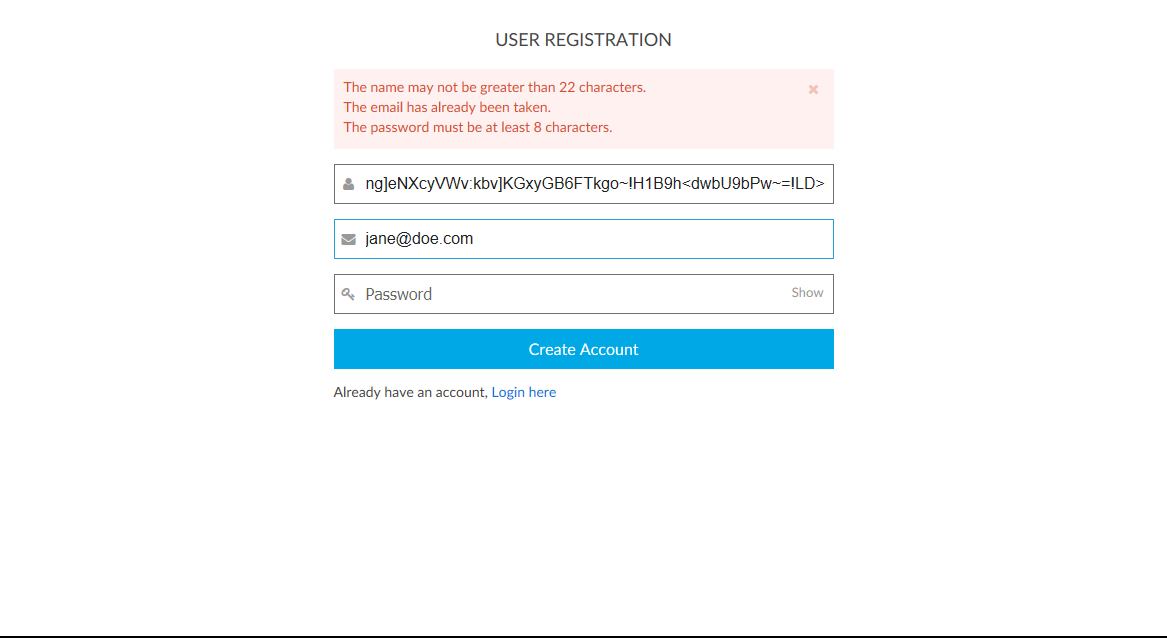 USER REGISTRATION
The name may not be greater than 22 characters.
The email has already been taken.
The password must be at least 8 characters.
ng]eNXcyVWv:kbv]KGxyGB6FTkgo~!H1B9h<dwbU9bPw~=!LD>
jane@doe.com
Password Show
Create Account
Already have an account, Login here